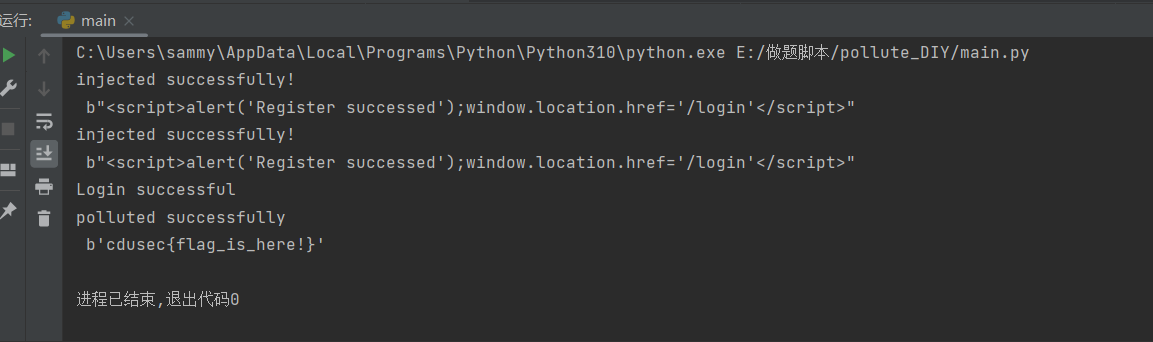 运行: main
C:\Users\sammy\AppData\Local\Programs\Python\Python310\python.exe E:/做题脚本/pollute_DIY/main.py
injected successfully!
 b"<script>alert('Register successed');window.location.href='/login'</script>"
injected successfully!
 b"<script>alert('Register successed');window.location.href='/login'</script>"
Login successful
polluted successfully
 b'cdusec{flag_is_here!}'
进程已结束,退出代码0